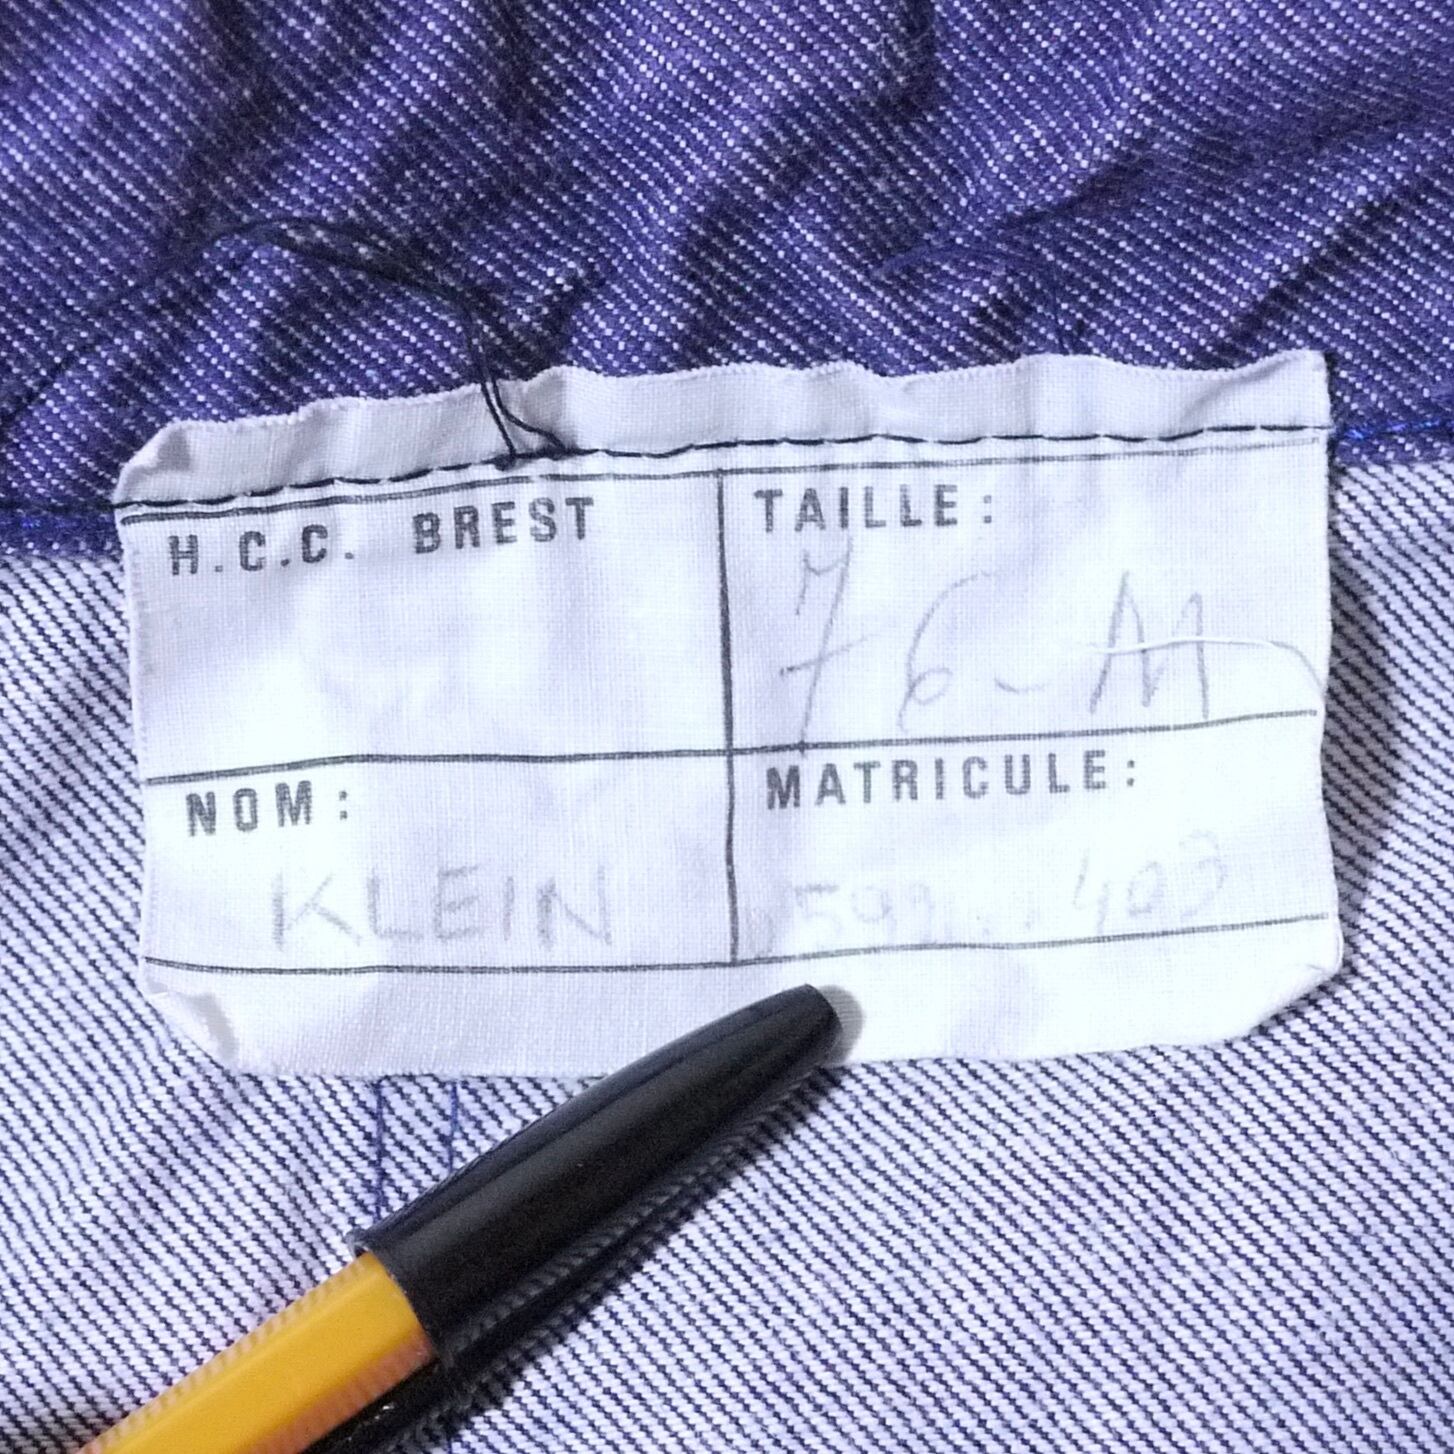 H.C.C. BREST
TAILLE:
76-M
NOM:
KLEIN
MATRICULE: